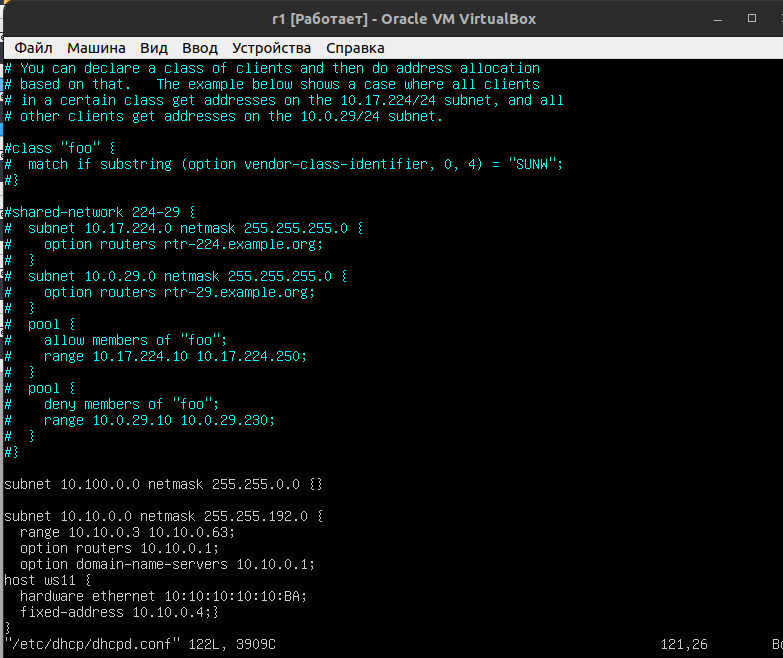 r1 [Работает] - Oracle VM VirtualBox
Файл Машина Вид Ввод Устройства Справка
# You can declare a class of clients and then do address allocation
# based on that.   The example below shows a case where all clients
# in a certain class get addresses on the 10.17.224/24 subnet, and all
# other clients get addresses on the 10.0.29/24 subnet.
#class "foo" {
#  match if substring (option vendor-class-identifier, 0, 4) = "SUNW";
#}
#shared-network 224-29 {
#  subnet 10.17.224.0 netmask 255.255.255.0 {
#    option routers rtr-224.example.org;
#  }
#  subnet 10.0.29.0 netmask 255.255.255.0 {
#    option routers rtr-29.example.org;
#  }
#  pool {
#    allow members of "foo";
#    range 10.17.224.10 10.17.224.250;
#  }
#  pool {
#    deny members of "foo";
#    range 10.0.29.10 10.0.29.230;
#  }
#}
subnet 10.100.0.0 netmask 255.255.0.0 {}
subnet 10.10.0.0 netmask 255.255.192.0 {
  range 10.10.0.3 10.10.0.63;
  option routers 10.10.0.1;
  option domain-name-servers 10.10.0.1;
host ws11 {
  hardware ethernet 10:10:10:10:10:BA;
  fixed-address 10.10.0.4;}
}
"/etc/dhcp/dhcpd.conf" 122L, 3909C 121,26